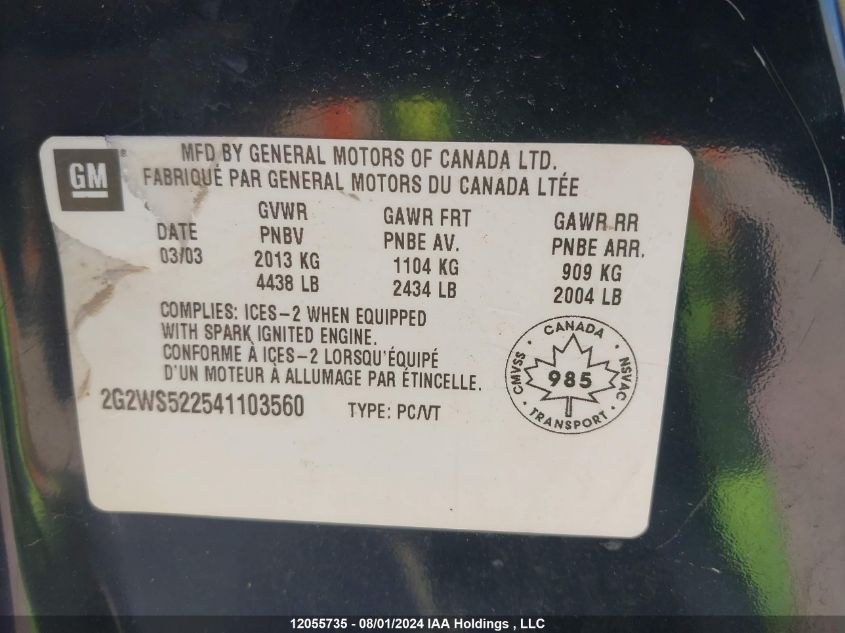 GM
MFD BY GENERAL MOTORS OF CANADA LTD.
FABRIQUÉ PAR GENERAL MOTORS DU CANADA LTÉE
DATE
03/03
GVWR
PNBV
2013 KG
4438 LB
GAWR FRT
PNBE AV.
1104 KG
2434 LB
GAWR RR
PNBE ARR.
909 KG
2004 LB
COMPLIES: ICES-2 WHEN EQUIPPED
WITH SPARK IGNITED ENGINE.
CONFORME À ICES-2 LORSQU'ÉQUIPÉ
D'UN MOTEUR À ALLUMAGE PAR ÉTINCELLE.
2G2WS522541103560 TYPE: PC/VT
CANADA
CMVSS 985 NSVAC
TRANSPORT
12055735 - 08/01/2024 IAA Holdings , LLC